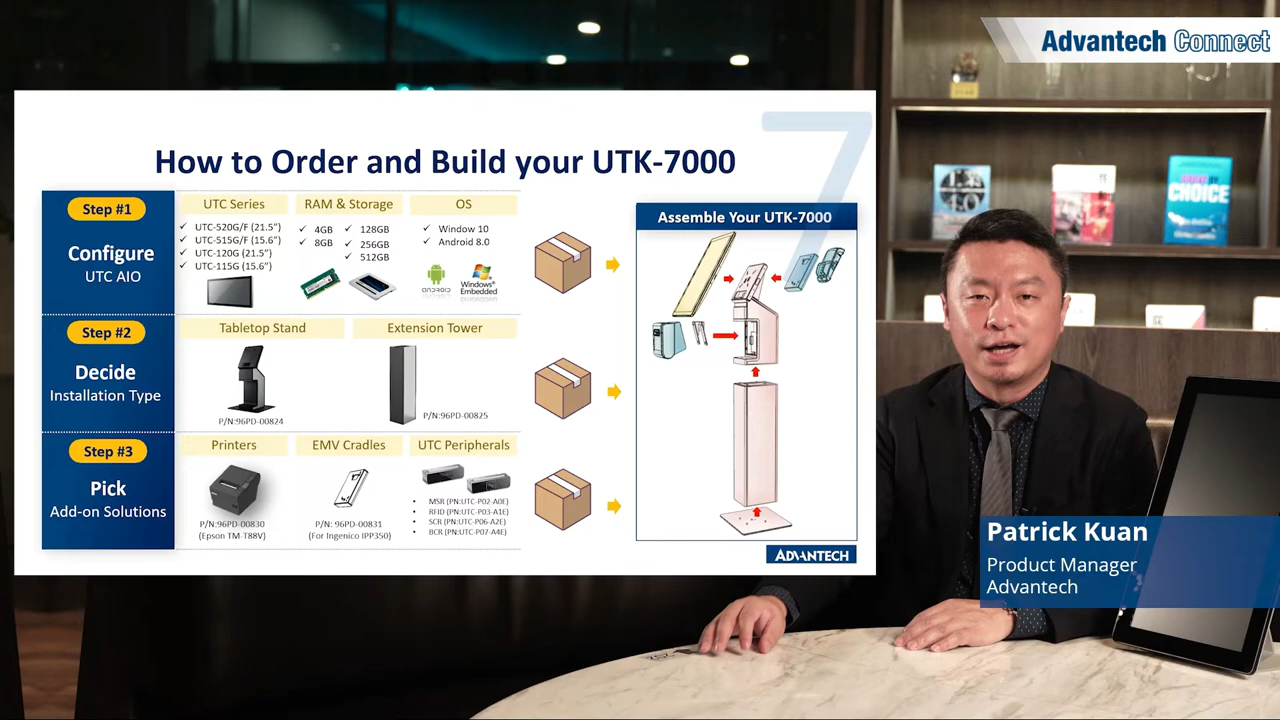 Advantech Connect
How to Order and Build your UTK-7000
Step #1
Configure
UTC AIO
UTC Series
UTC-520G/F (21.5”)
UTC-515G/F (15.6”)
UTC-120G (21.5”)
UTC-115G (15.6”)
RAM & Storage
4GB
8GB
128GB
256GB
512GB
OS
Window 10
Android 8.0
Windows®
Embedded
Step #2
Decide
Installation Type
Tabletop Stand
P/N:96PD-00824
Extension Tower
P/N:96PD-00825
Step #3
Pick
Add-on Solutions
Printers
P/N:96PD-00830
(Epson TM-T88V)
EMV Cradles
P/N: 96PD-00831
(For Ingenico IPP350)
UTC Peripherals
MSR (PN:UTC-P02-A0E)
RFID (PN:UTC-P03-A1E)
SCR (PN:UTC-P06-A2E)
BCR (PN:UTC-P07-A4E)
7
Assemble Your UTK-7000
ADVANTECH
CHOICE
Patrick Kuan
Product Manager
Advantech